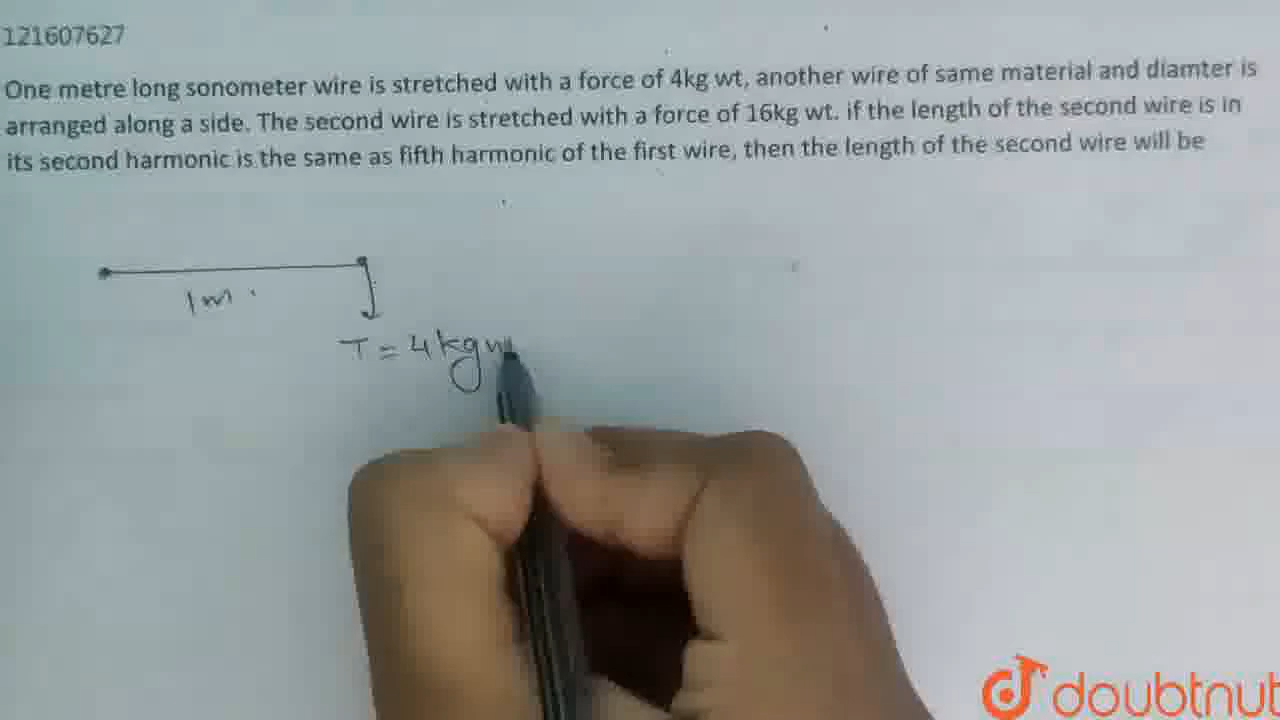 121607627
One metre long sonometer wire is stretched with a force of 4kg wt, another wire of same material and diamter is
arranged along a side. The second wire is stretched with a force of 16kg wt. if the length of the second wire is in
its second harmonic is the same as fifth harmonic of the first wire, then the length of the second wire will be
1m.
T = 4kg
doubtnut